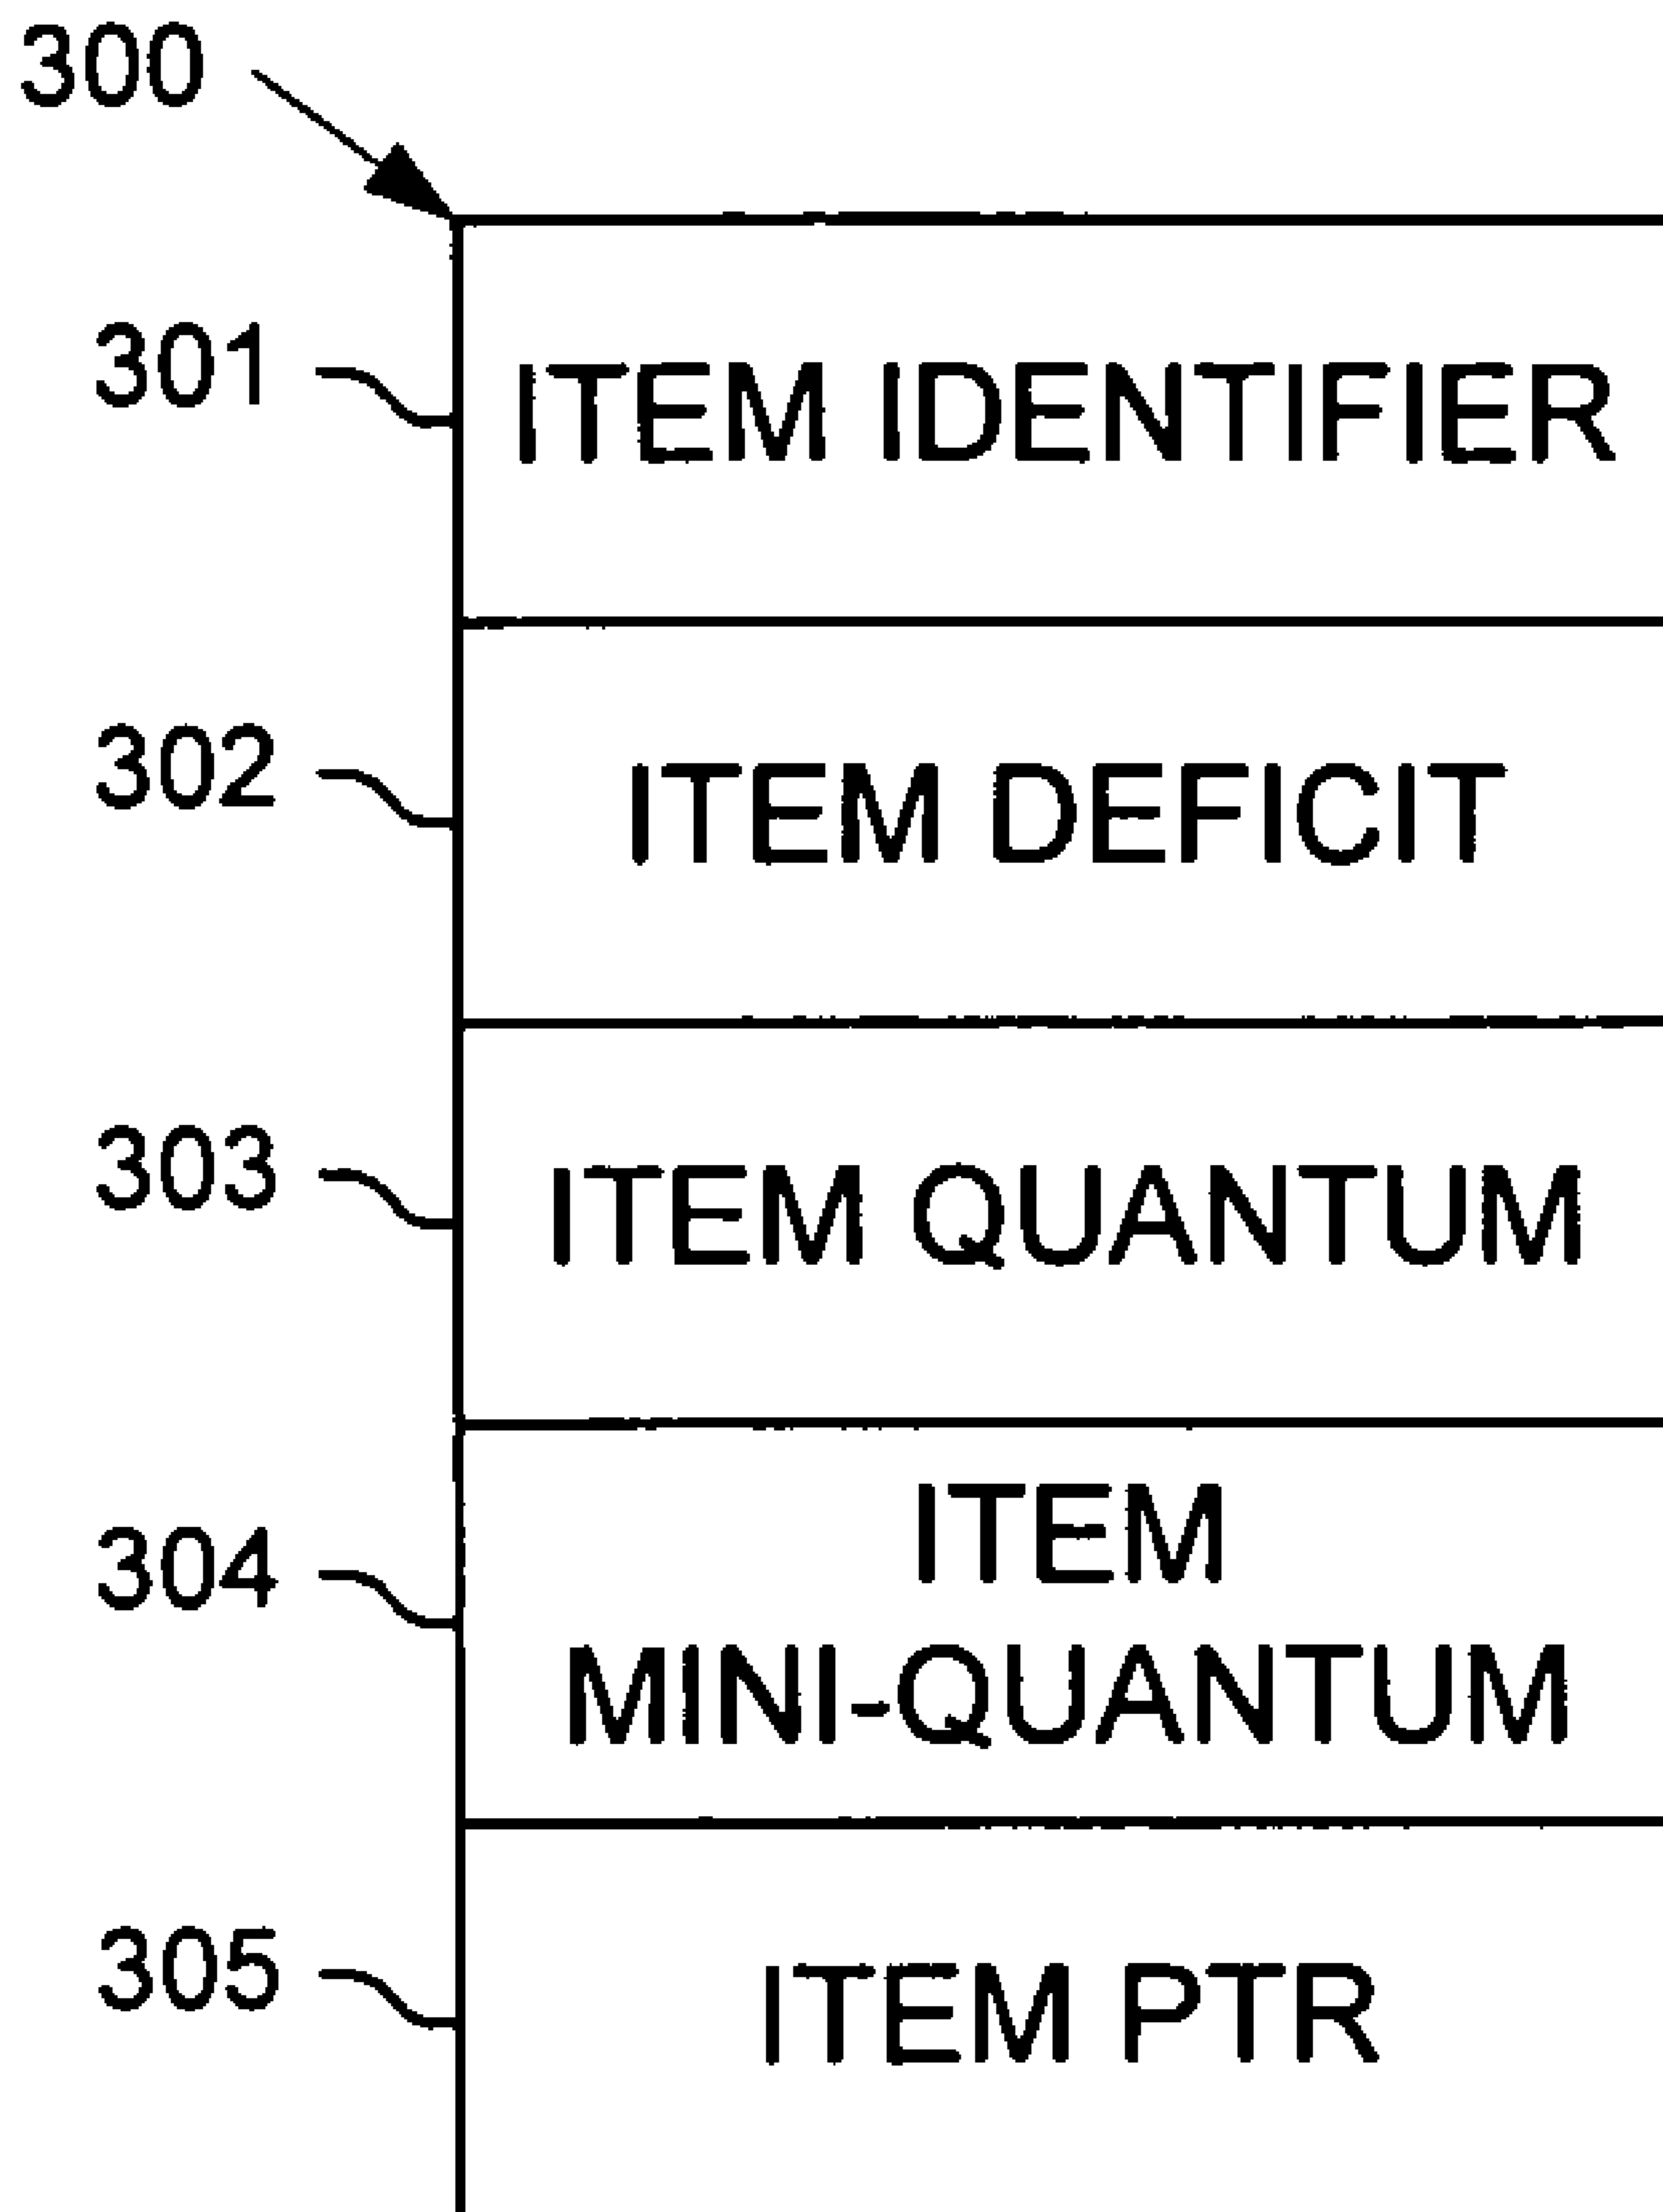 300
301
ITEM IDENTIFIER
302
ITEM DEFICIT
303
ITEM QUANTUM
304
ITEM
MINI-QUANTUM
305
ITEM PTR